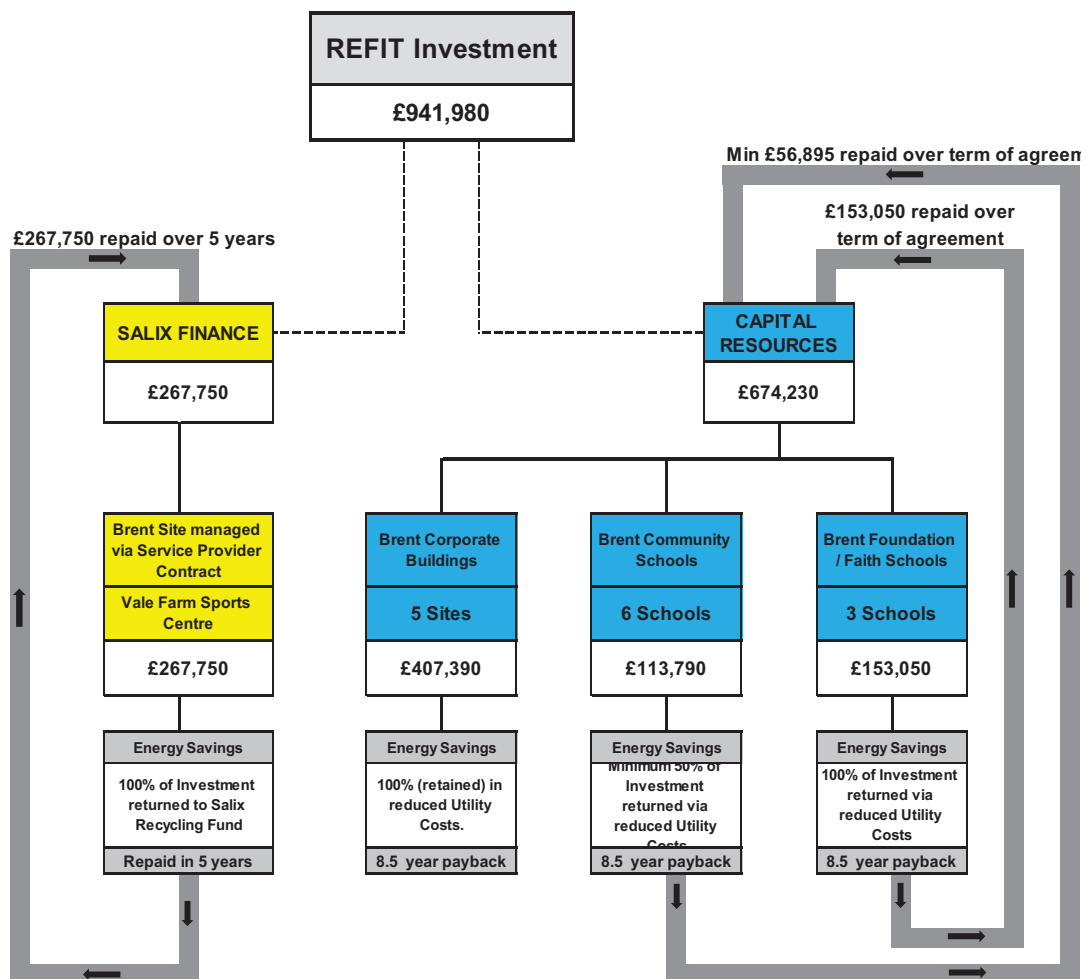 REFIT Investment
£941,980
Min £56,895 repaid over term of agreem
£153,050 repaid over
term of agreement
£267,750 repaid over 5 years
SALIX FINANCE
£267,750
CAPITAL
RESOURCES
£674,230
Brent Site managed
via Service Provider
Contract
Vale Farm Sports
Centre
£267,750
Energy Savings
100% of Investment
returned to Salix
Recycling Fund
Repaid in 5 years
Brent Corporate
Buildings
5 Sites
£407,390
Energy Savings
100% (retained) in
reduced Utility
Costs.
8.5 year payback
Brent Community
Schools
6 Schools
£113,790
Energy Savings
Minimum 50% of
Investment
returned via
reduced Utility
Costs
8.5 year payback
Brent Foundation
/ Faith Schools
3 Schools
£153,050
Energy Savings
100% of Investment
returned via
reduced Utility
Costs
8.5 year payback